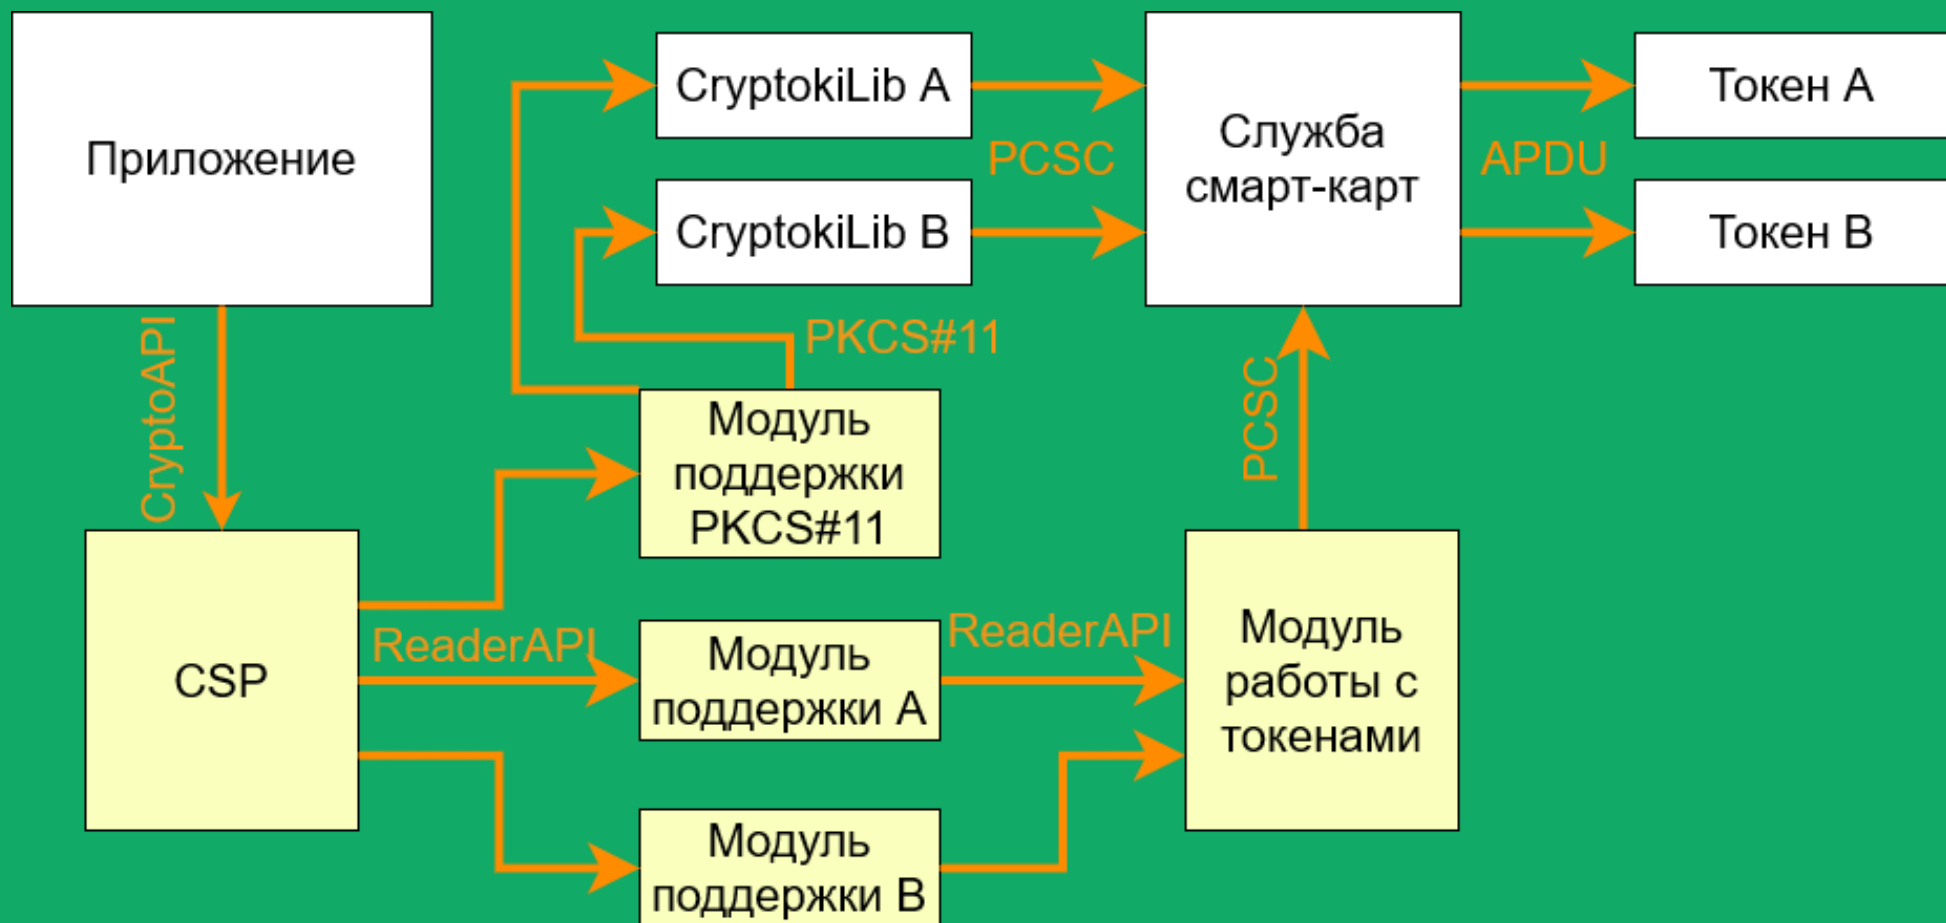 Приложение
CryptokiLib A
CryptokiLib B
PCSC
Служба
смарт-карт
APDU
Токен A
Токен B
CryptoAPI
PKCS#11
Модуль
поддержки
PKCS#11
PCSC
CSP
ReaderAPI
Модуль
поддержки A
ReaderAPI
Модуль
работы с
токенами
Модуль
поддержки B